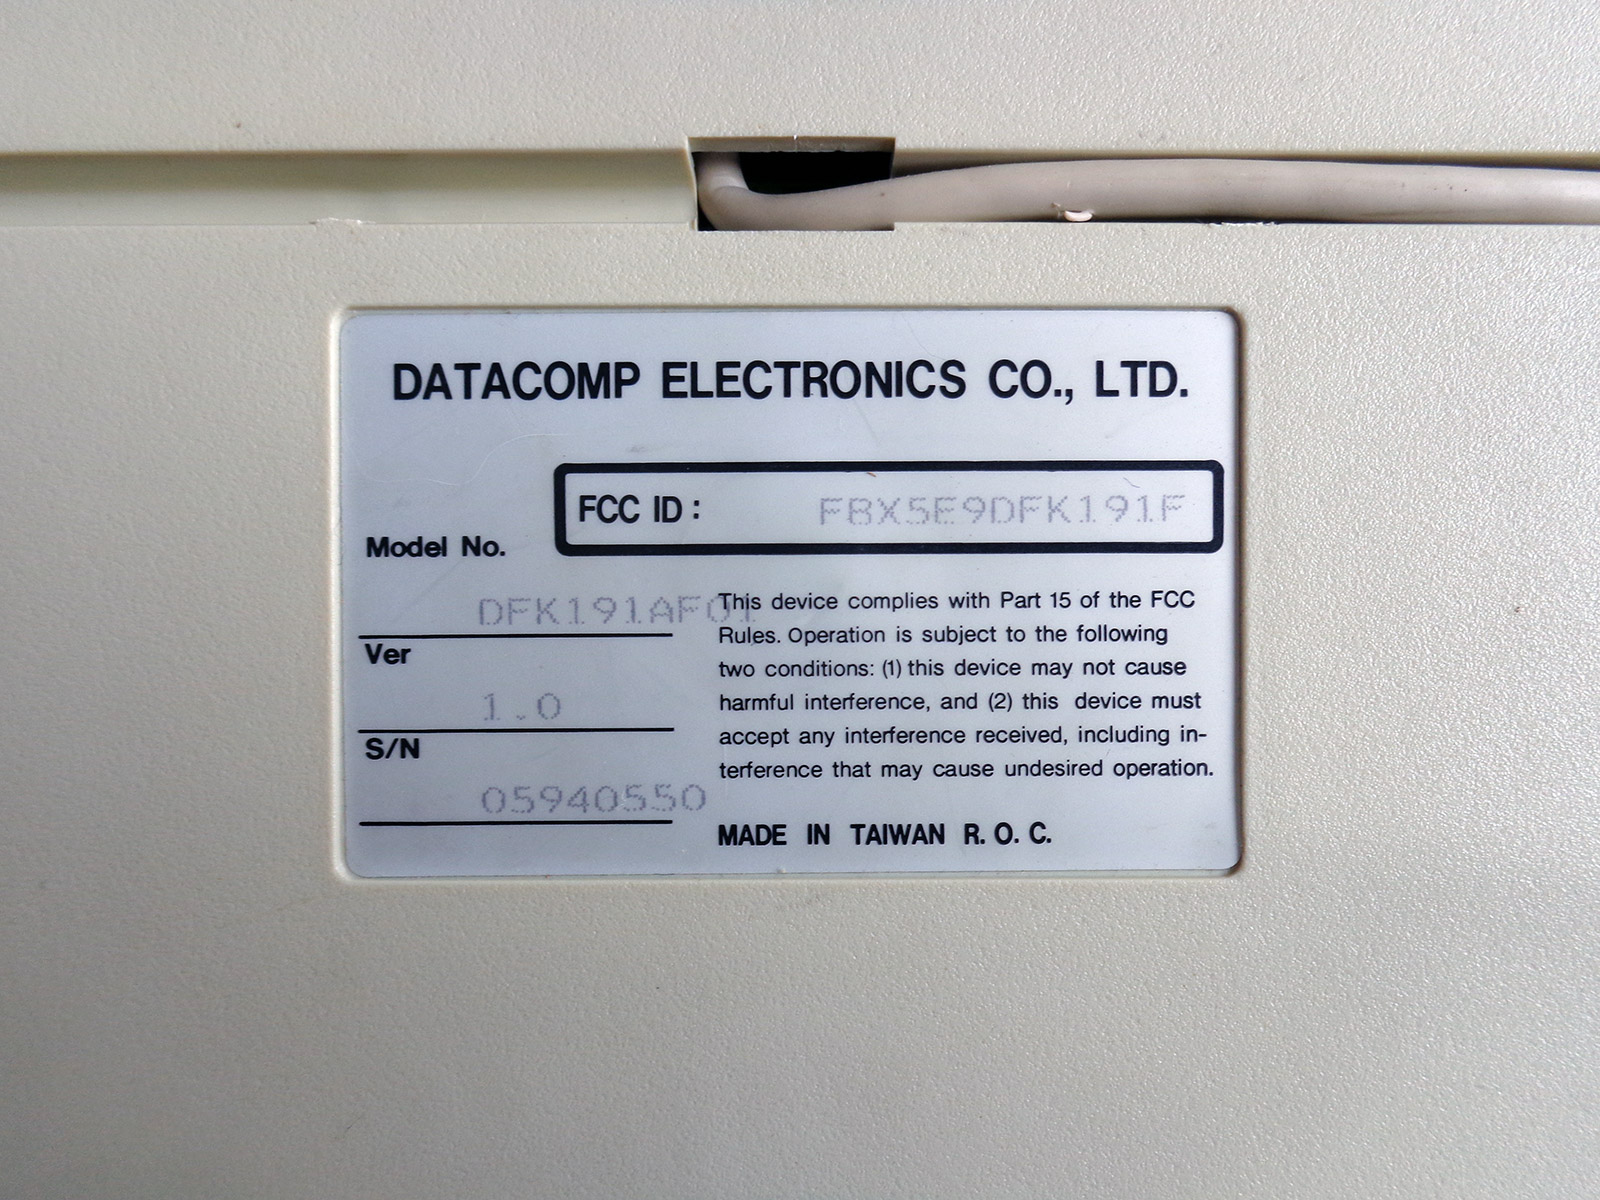 DATACOMP ELECTRONICS CO., LTD.
FCC ID : FBX5E9DFK191F
Model No.
DFK191AF01
Ver
1.0
S/N
05940550
This device complies with Part 15 of the FCC
Rules. Operation is subject to the following
two conditions: (1) this device may not cause
harmful interference, and (2) this device must
accept any interference received, including in-
terference that may cause undesired operation.
MADE IN TAIWAN R. O. C.